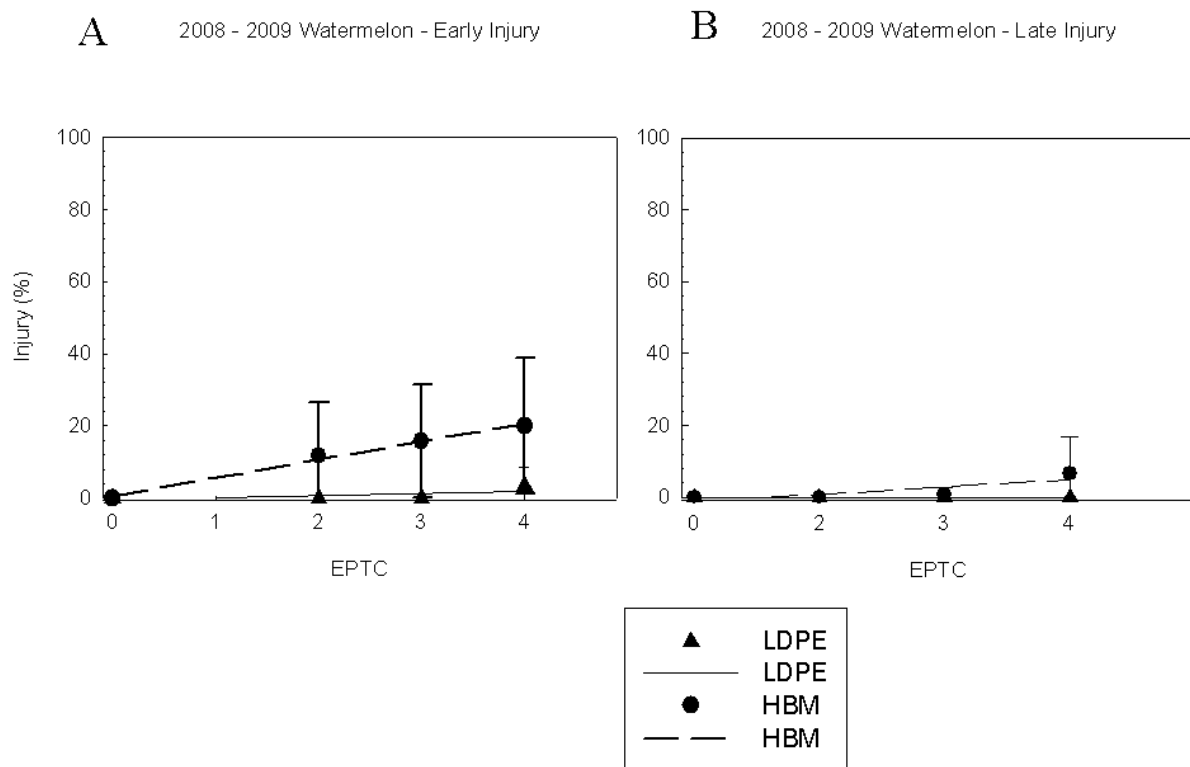 A
2008 - 2009 Watermelon - Early Injury
B
2008 - 2009 Watermelon - Late Injury
Injury (%)
100
80
60
40
20
0
0
1
2
3
4
EPTC
100
80
60
40
20
0
0
2
3
4
EPTC
LDPE
LDPE
HBM
HBM